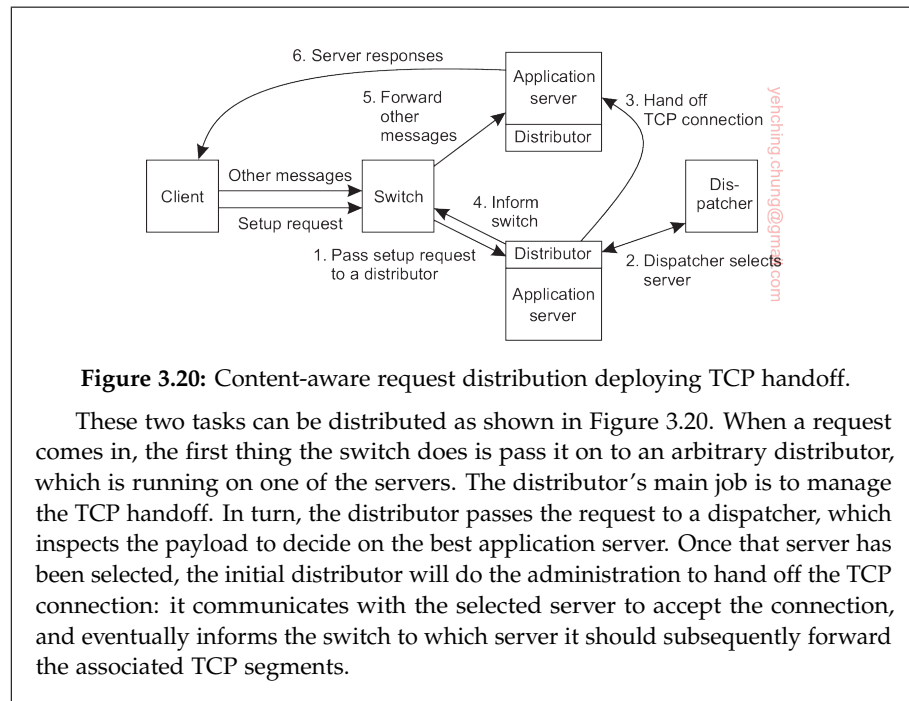 6. Server responses
Application
server
Distributor
5. Forward
other
messages
3. Hand off
TCP connection
Client
Other messages
Setup request
Switch
4. Inform
switch
Dis-
patcher
1. Pass setup request
to a distributor
Distributor
Application
server
2. Dispatcher selects
server
yehching.chung@gmail.com
Figure 3.20: Content-aware request distribution deploying TCP handoff.
These two tasks can be distributed as shown in Figure 3.20. When a request
comes in, the first thing the switch does is pass it on to an arbitrary distributor,
which is running on one of the servers. The distributor's main job is to manage
the TCP handoff. In turn, the distributor passes the request to a dispatcher, which
inspects the payload to decide on the best application server. Once that server has
been selected, the initial distributor will do the administration to hand off the TCP
connection: it communicates with the selected server to accept the connection,
and eventually informs the switch to which server it should subsequently forward
the associated TCP segments.